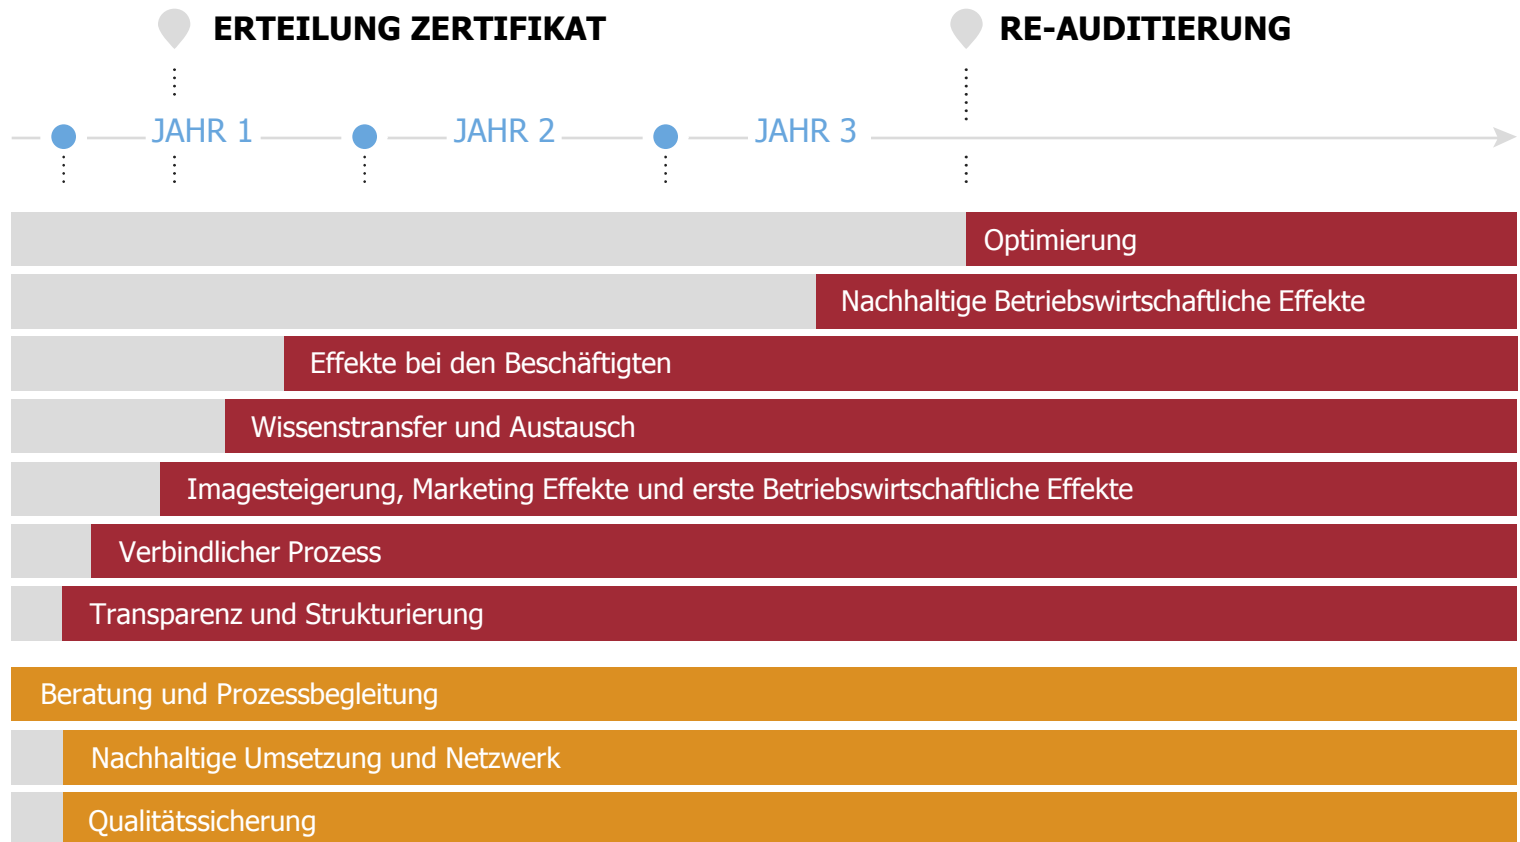 ERTEILUNG ZERTIFIKAT
RE-AUDITIERUNG
JAHR 1
JAHR 2
JAHR 3
Optimierung
Nachhaltige Betriebswirtschaftliche Effekte
Effekte bei den Beschäftigten
Wissenstransfer und Austausch
Imagesteigerung, Marketing Effekte und erste Betriebswirtschaftliche Effekte
Verbindlicher Prozess
Transparenz und Strukturierung
Beratung und Prozessbegleitung
Nachhaltige Umsetzung und Netzwerk
Qualitätssicherung